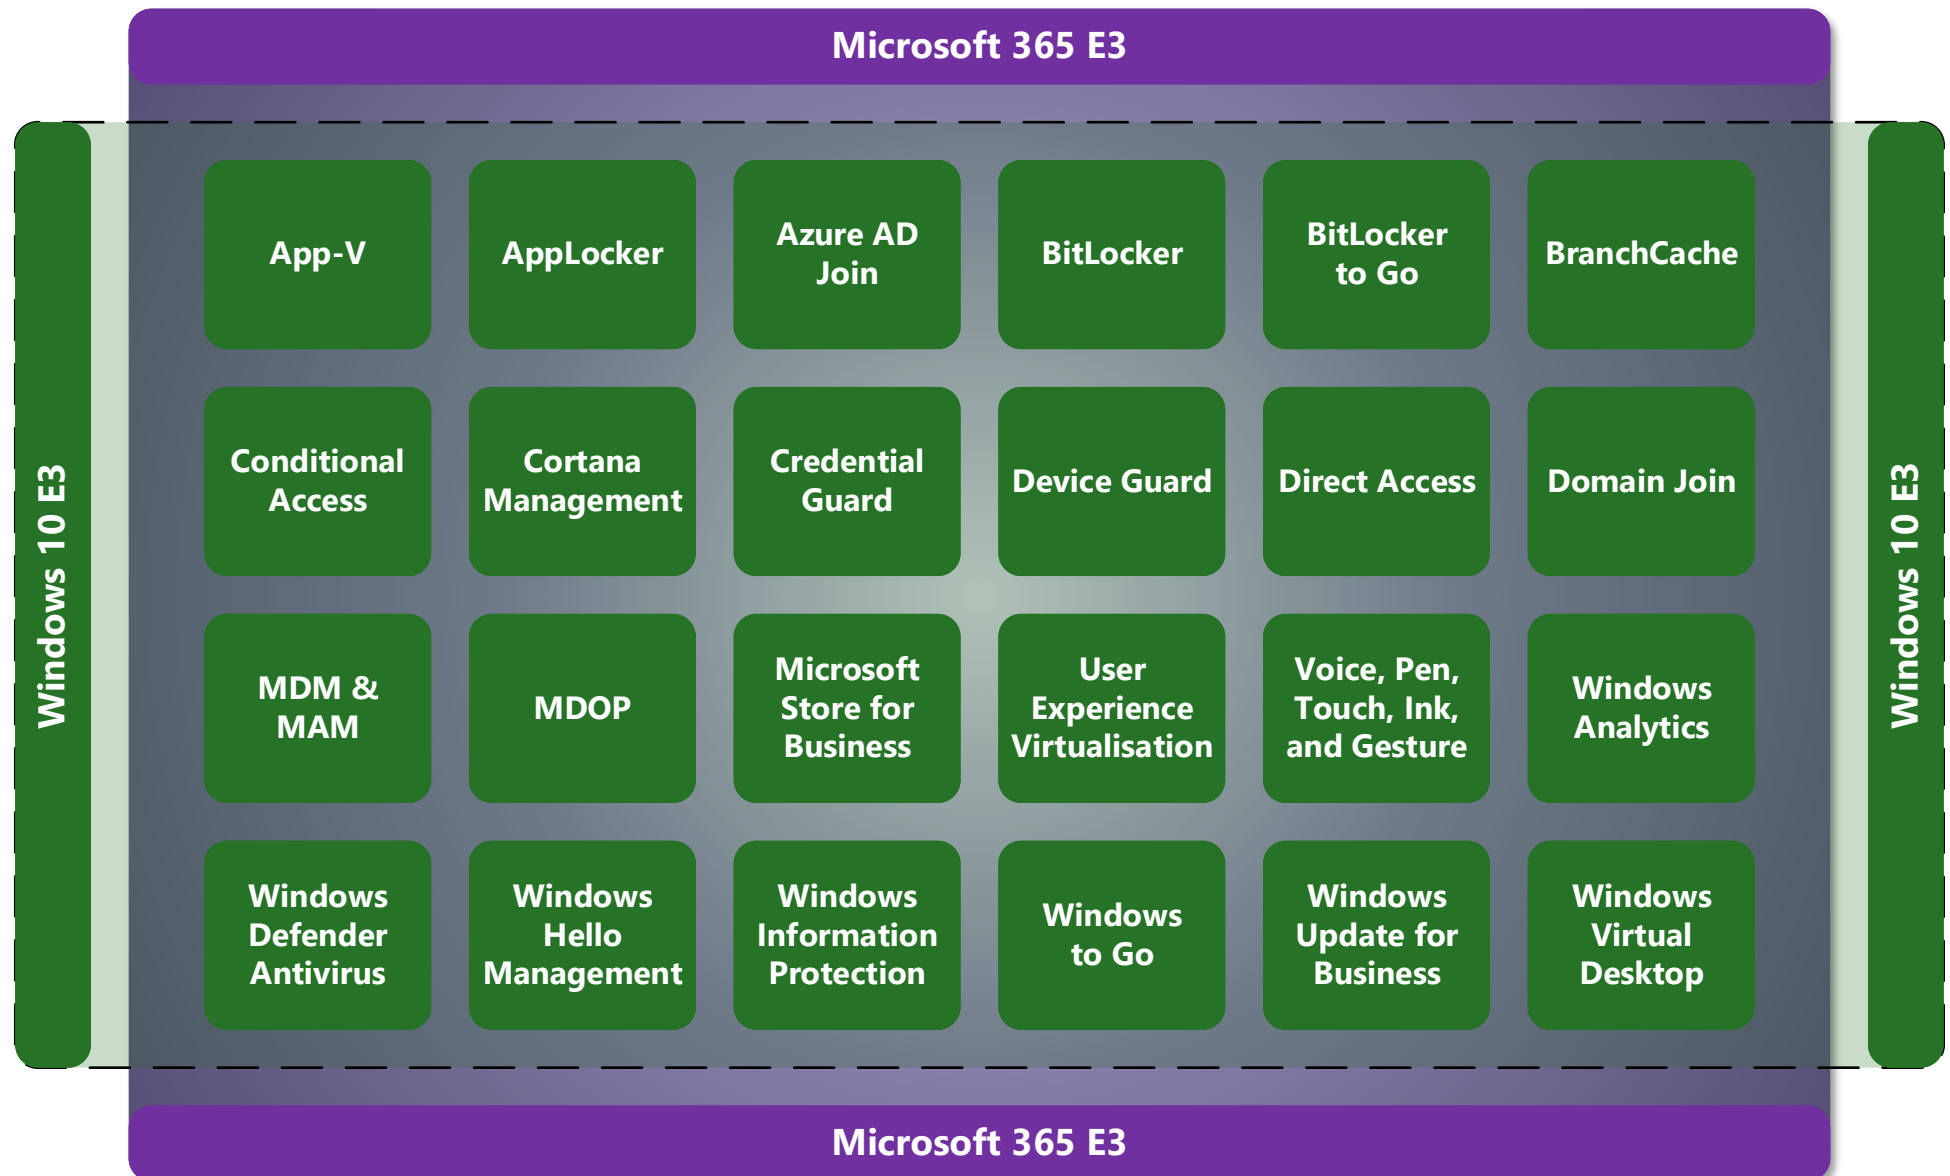 Microsoft 365 E3
Windows 10 E3
App-V
AppLocker
Azure AD
Join
BitLocker
BitLocker
to Go
BranchCache
Conditional
Access
Cortana
Management
Credential
Guard
Device Guard
Direct Access
Domain Join
MDM &
MAM
MDOP
Microsoft
Store for
Business
User
Experience
Virtualisation
Voice, Pen,
Touch, Ink,
and Gesture
Windows
Analytics
Windows
Defender
Antivirus
Windows
Hello
Management
Windows
Information
Protection
Windows
to Go
Windows
Update for
Business
Windows
Virtual
Desktop
Windows 10 E3
Microsoft 365 E3